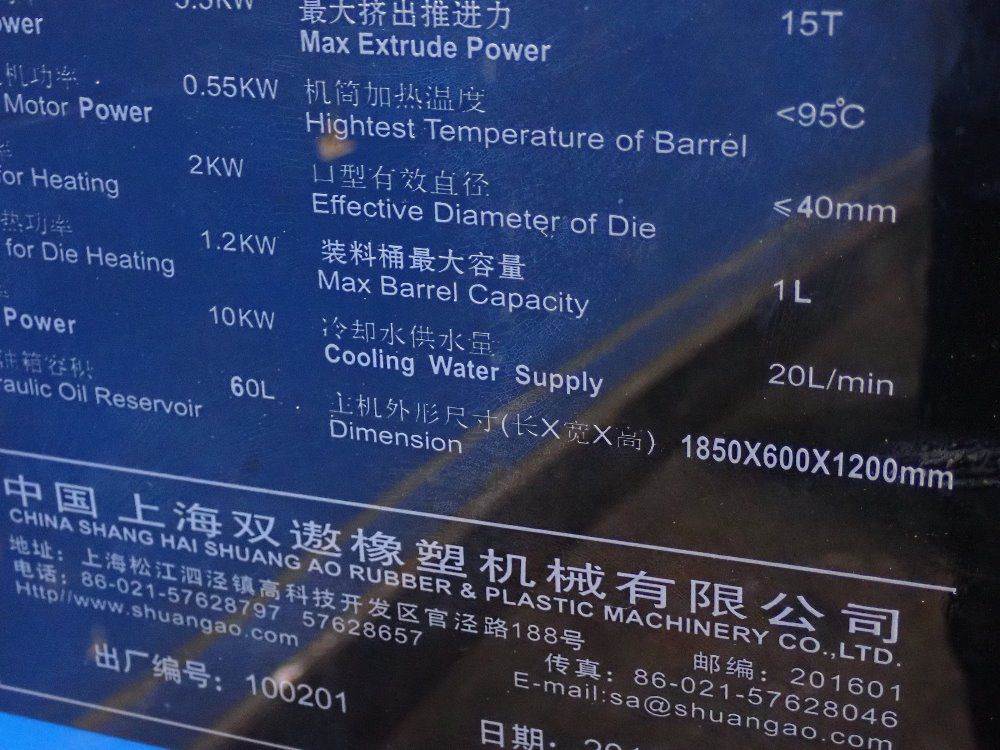 ower
最大挤出推进力
Max Extrude Power 15T
机功率
Motor Power 0.55KW
机筒加热温度
Hightest Temperature of Barrel <95℃
for Heating 2KW
口型有效直径
Effective Diameter of Die ≤40mm
热功率
for Die Heating 1.2KW
装料桶最大容量
Max Barrel Capacity 1L
Power 10KW
冷却水供水量
Cooling Water Supply 20L/min
油箱容积
raulic Oil Reservoir 60L
主机外形尺寸(长X宽X高)
Dimension 1850X600X1200mm
中国上海双遨橡塑机械有限公司
CHINA SHANG HAI SHUANG AO RUBBER & PLASTIC MACHINERY CO.,LTD.
地址：上海松江泗泾镇高科技开发区官泾路188号 邮编：201601
电话：86-021-57628797 57628657 传真：86-021-57628046
Http//www.shuangao.com E-mail:sa@shuangao.com
出厂编号：100201 日期：